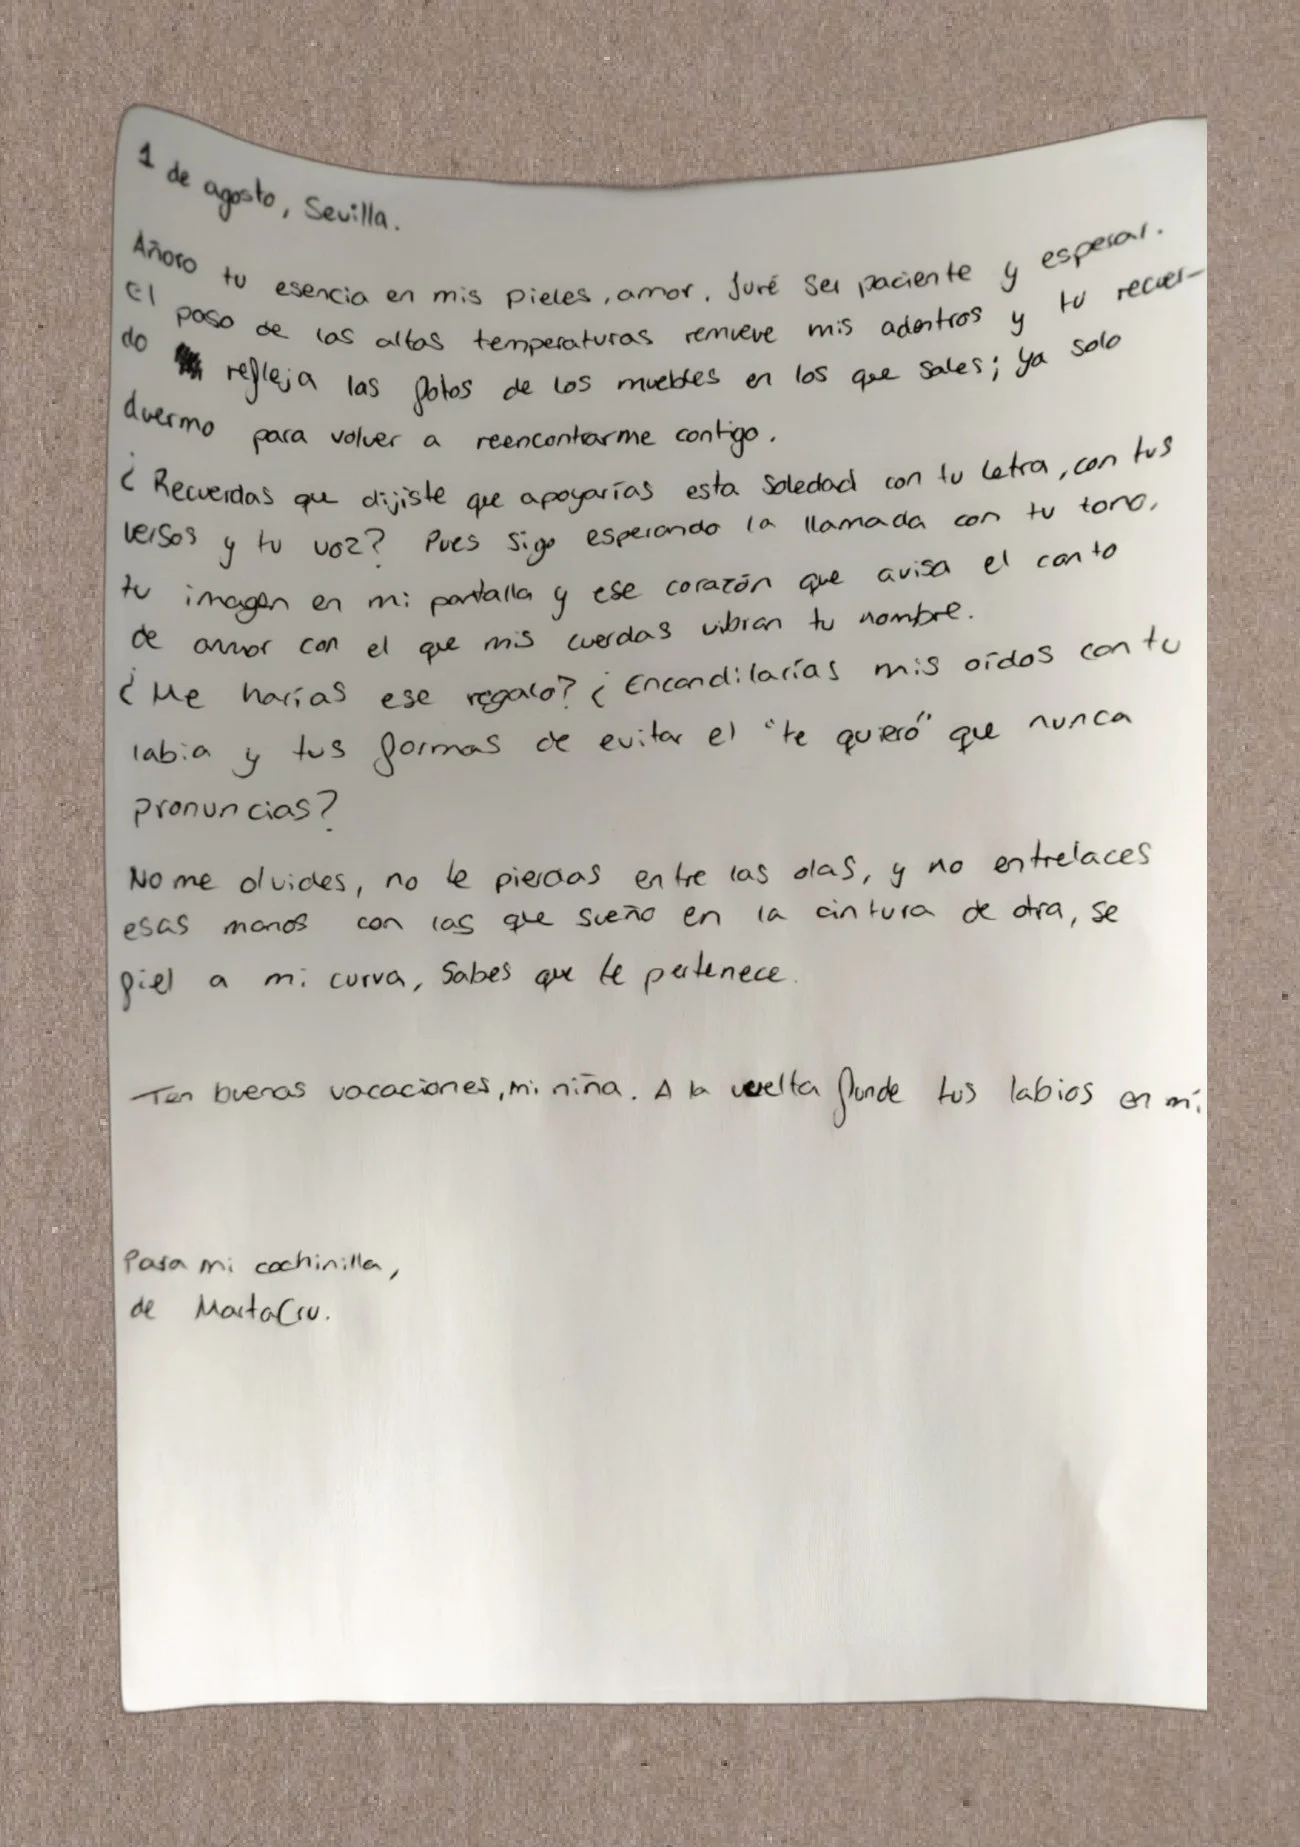 1 de agosto, Sevilla.
Añoro tu esencia en mis pieles, amor. Juré ser paciente y esperar.
El paso de las altas temperaturas remueve mis adentros y tu recuer-
do refleja las fotos de los muebles en los que sales; ya solo
duermo para volver a reencontrarme contigo.
¿Recuerdas que dijiste que apoyarías esta soledad con tu letra, con tus
versos y tu voz? Pues sigo esperando la llamada con tu tono,
tu imagen en mi pantalla y ese corazón que avisa el canto
de amor con el que mis cuerdas vibran tu nombre.
¿Me harías ese regalo? ¿Encandilarías mis oídos con tu
labia y tus formas de evitar el "te quiero" que nunca
pronuncias?
No me olvides, no te pierdas entre las olas, y no entrelaces
esas manos con las que sueño en la cintura de otra, se
fiel a mi curva, sabes que te pertenece.
Ten buenas vacaciones, mi niña. A la vuelta funde tus labios en mí
Para mi cochinilla,
de MartaCru.